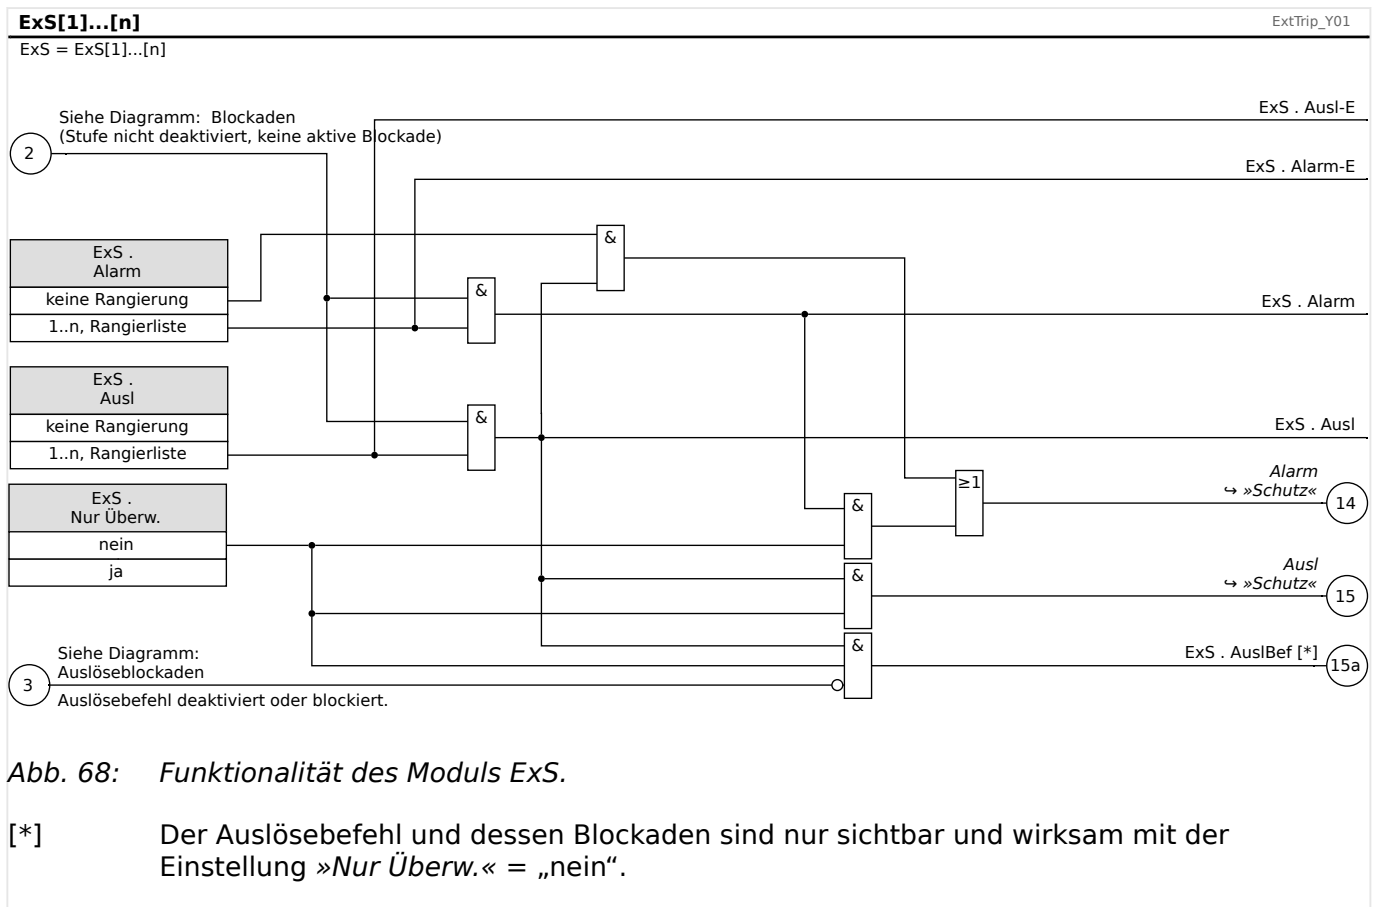 ExS[1]...[n]
ExtTrip_Y01
ExS = ExS[1]...[n]
Siehe Diagramm: Blockaden
(Stufe nicht deaktiviert, keine aktive Blockade)
2
ExS . Ausl-E
ExS . Alarm-E
ExS .
Alarm
keine Rangierung
1..n, Rangierliste
&
&
ExS . Alarm
ExS .
Ausl
keine Rangierung
1..n, Rangierliste
&
ExS . Ausl
ExS .
Nur Überw.
nein
ja
&
≥1
Alarm
↪ »Schutz«
14
&
Ausl
↪ »Schutz«
15
Siehe Diagramm:
Auslöseblockaden
3
Auslösebefehl deaktiviert oder blockiert.
&
ExS . AuslBef [*]
15a
Abb. 68: Funktionalität des Moduls ExS.
[*] Der Auslösebefehl und dessen Blockaden sind nur sichtbar und wirksam mit der
Einstellung »Nur Überw.« = „nein“.